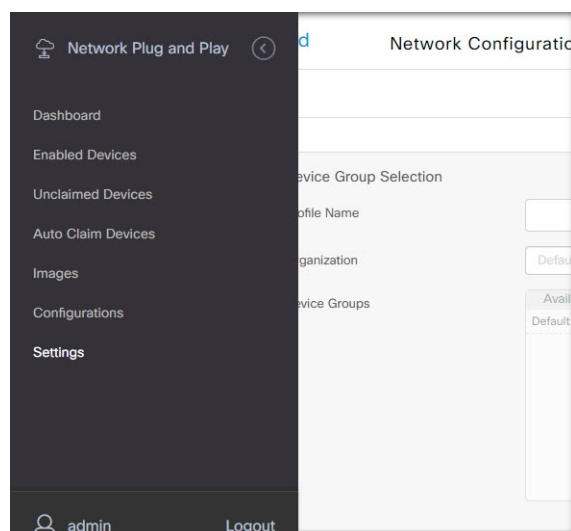 Network Plug and Play
Dashboard
Enabled Devices
Unclaimed Devices
Auto Claim Devices
Images
Configurations
Settings
admin Logout
d Network Configuratio
evice Group Selection
ofile Name
rganization Defau
evice Groups Avail
Default